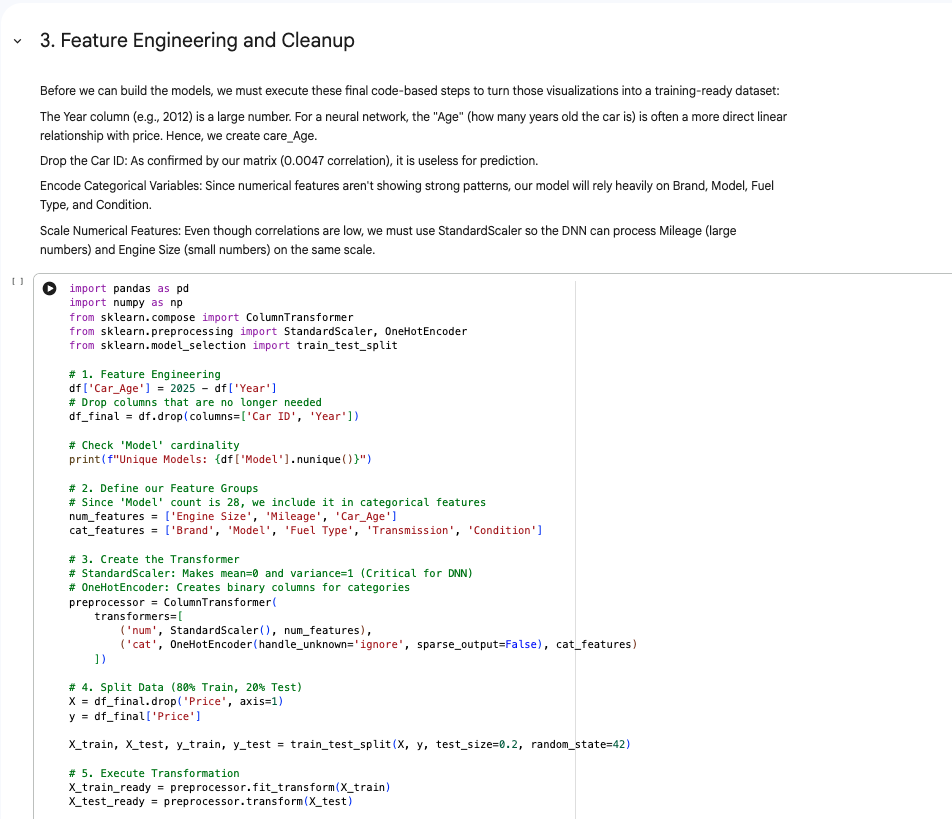 3. Feature Engineering and Cleanup
Before we can build the models, we must execute these final code-based steps to turn those visualizations into a training-ready dataset:
The Year column (e.g., 2012) is a large number. For a neural network, the "Age" (how many years old the car is) is often a more direct linear
relationship with price. Hence, we create care_Age.
Drop the Car ID: As confirmed by our matrix (0.0047 correlation), it is useless for prediction.
Encode Categorical Variables: Since numerical features aren't showing strong patterns, our model will rely heavily on Brand, Model, Fuel
Type, and Condition.
Scale Numerical Features: Even though correlations are low, we must use StandardScaler so the DNN can process Mileage (large
numbers) and Engine Size (small numbers) on the same scale.
[ ]
import pandas as pd
import numpy as np
from sklearn.compose import ColumnTransformer
from sklearn.preprocessing import StandardScaler, OneHotEncoder
from sklearn.model_selection import train_test_split
# 1. Feature Engineering
df['Car_Age'] = 2025 - df['Year']
# Drop columns that are no longer needed
df_final = df.drop(columns=['Car ID', 'Year'])
# Check 'Model' cardinality
print(f"Unique Models: {df['Model'].nunique()}")
# 2. Define our Feature Groups
# Since 'Model' count is 28, we include it in categorical features
num_features = ['Engine Size', 'Mileage', 'Car_Age']
cat_features = ['Brand', 'Model', 'Fuel Type', 'Transmission', 'Condition']
# 3. Create the Transformer
# StandardScaler: Makes mean=0 and variance=1 (Critical for DNN)
# OneHotEncoder: Creates binary columns for categories
preprocessor = ColumnTransformer(
    transformers=[
        ('num', StandardScaler(), num_features),
        ('cat', OneHotEncoder(handle_unknown='ignore', sparse_output=False), cat_features)
    ])
# 4. Split Data (80% Train, 20% Test)
X = df_final.drop('Price', axis=1)
y = df_final['Price']
X_train, X_test, y_train, y_test = train_test_split(X, y, test_size=0.2, random_state=42)
# 5. Execute Transformation
X_train_ready = preprocessor.fit_transform(X_train)
X_test_ready = preprocessor.transform(X_test)